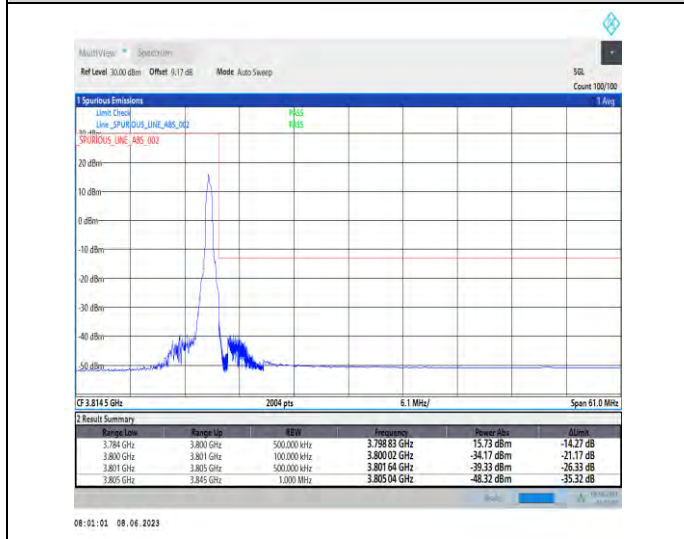 MultiView Spectrum
Ref Level 30.00 dBm Offset 9.17 dB Mode Auto Sweep SGL
Count 100/100
1 Spurious Emissions 1 Avg
Limit Check PASS
Line _SPURIOUS_LINE_ABS_002 PASS
_SPURIOUS_LINE_ABS_002
20 dBm
10 dBm
0 dBm
-10 dBm
-20 dBm
-30 dBm
-40 dBm
-50 dBm
CF 3.814 5 GHz 2004 pts 6.1 MHz/ Span 61.0 MHz
2 Result Summary
Range Low Range Up RBW Frequency Power Abs ΔLimit
3.784 GHz 3.800 GHz 500.000 kHz 3.798 83 GHz 15.73 dBm -14.27 dB
3.800 GHz 3.801 GHz 100.000 kHz 3.800 02 GHz -34.17 dBm -21.17 dB
3.801 GHz 3.805 GHz 500.000 kHz 3.801 64 GHz -39.33 dBm -26.33 dB
3.805 GHz 3.845 GHz 1.000 MHz 3.805 04 GHz -48.32 dBm -35.32 dB
08:01:01 08.06.2023